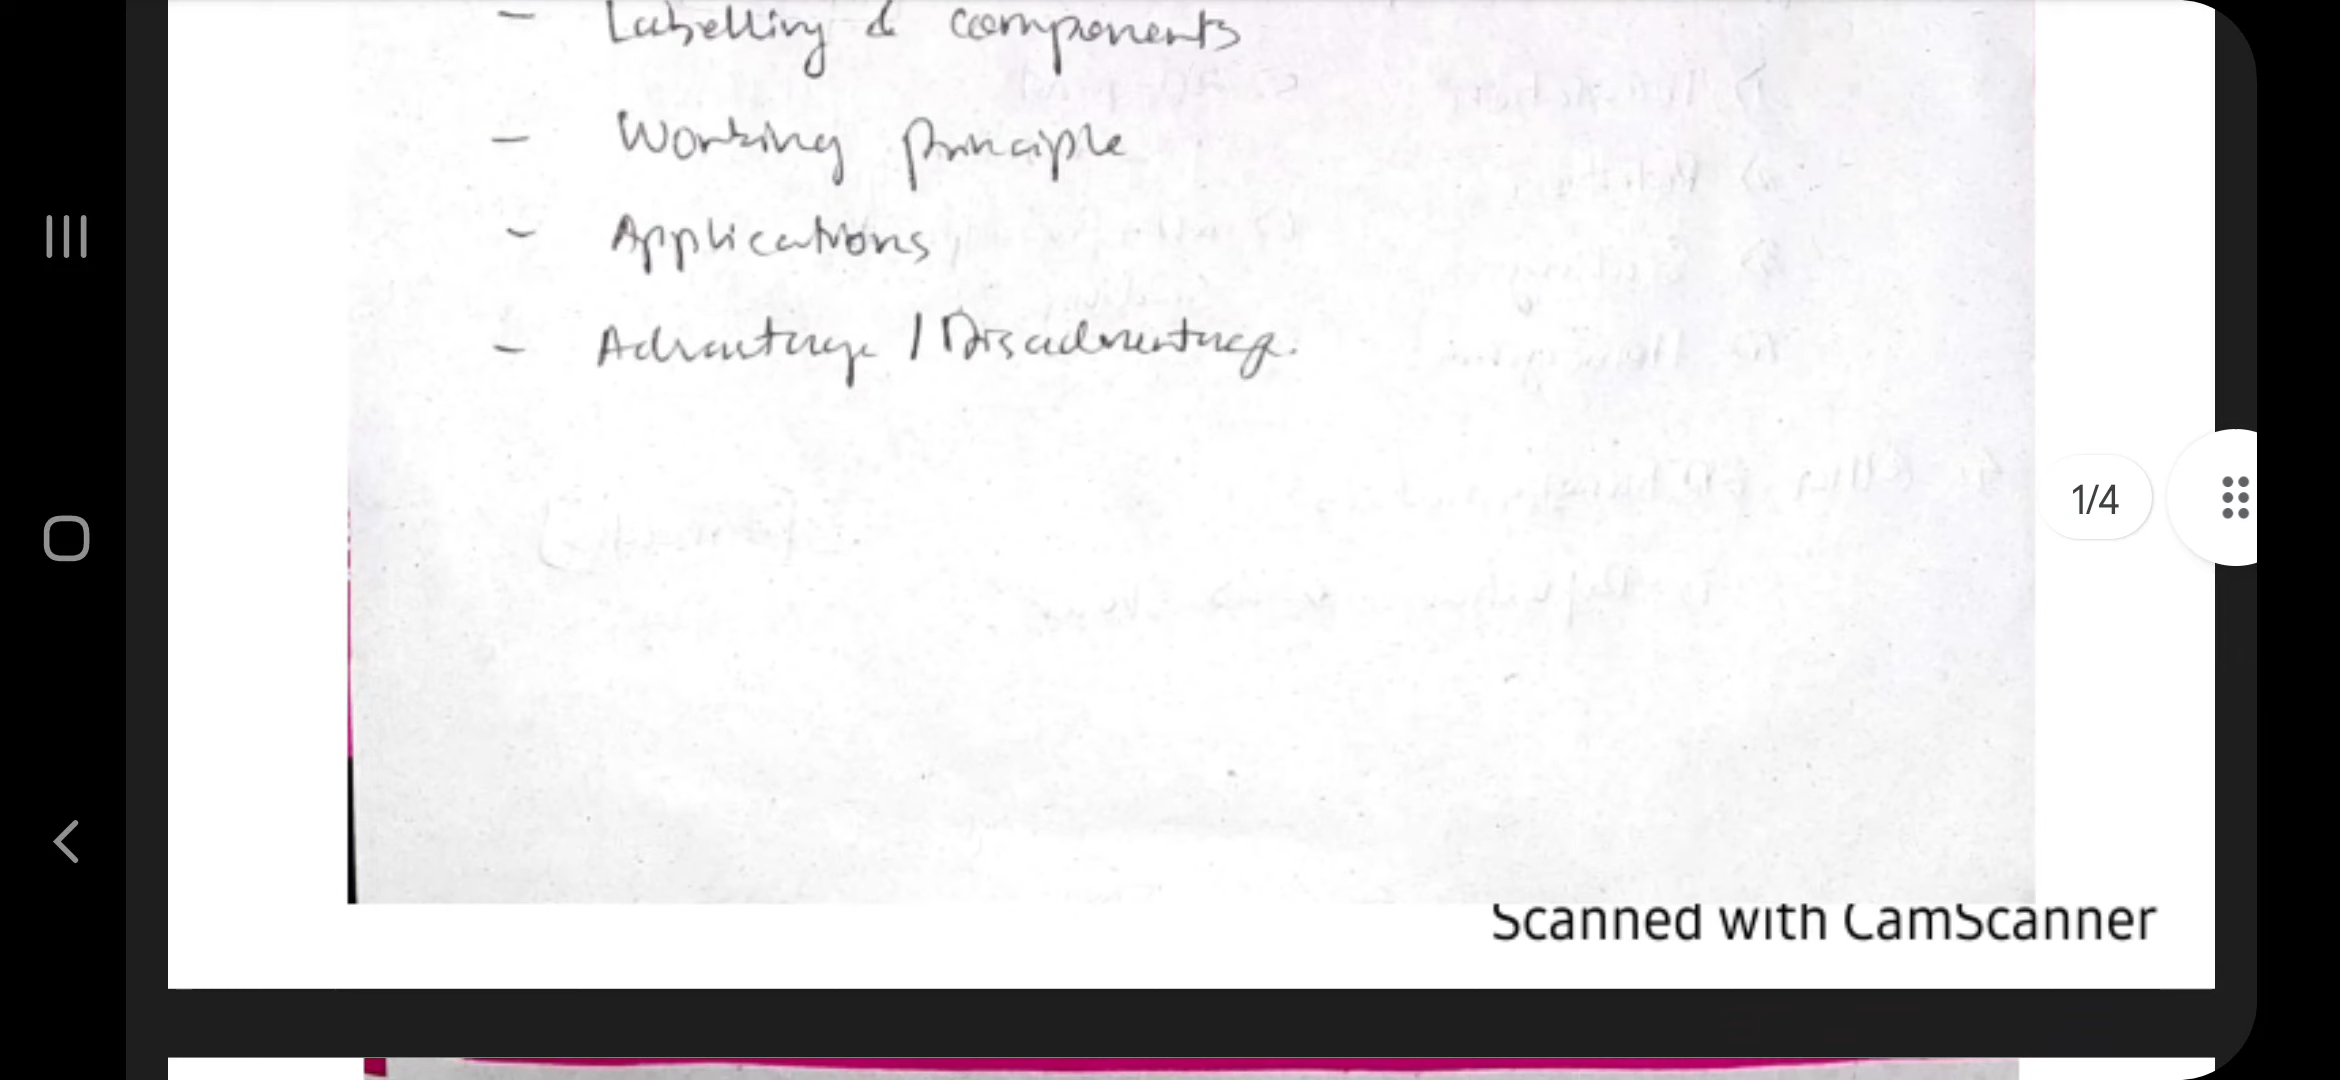 - Labelling & components
- Working principle
- Applications
- Advantage / Disadvantage.
1/4
Scanned with CamScanner